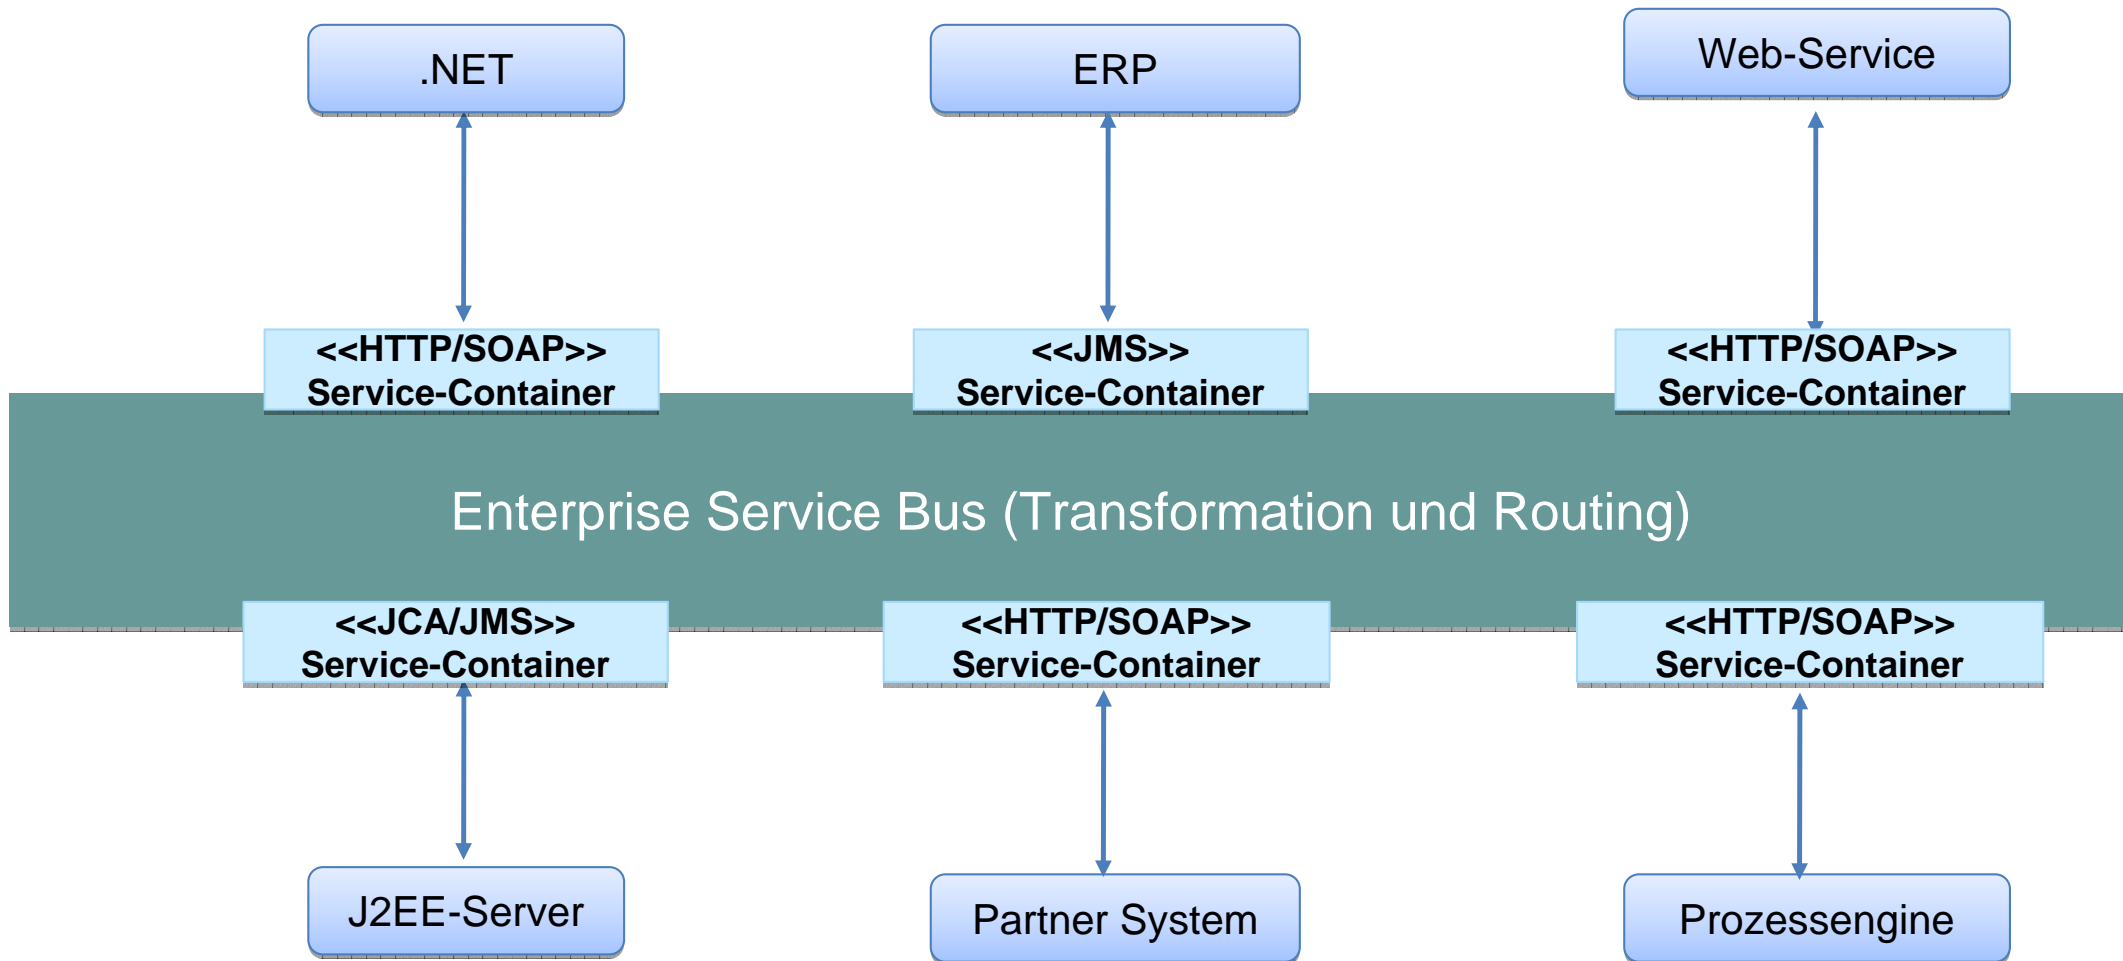 .NET
ERP
Web-Service
<<HTTP/SOAP>>
Service-Container
<<JMS>>
Service-Container
<<HTTP/SOAP>>
Service-Container
Enterprise Service Bus (Transformation und Routing)
<<JCA/JMS>>
Service-Container
<<HTTP/SOAP>>
Service-Container
<<HTTP/SOAP>>
Service-Container
J2EE-Server
Partner System
Prozessengine